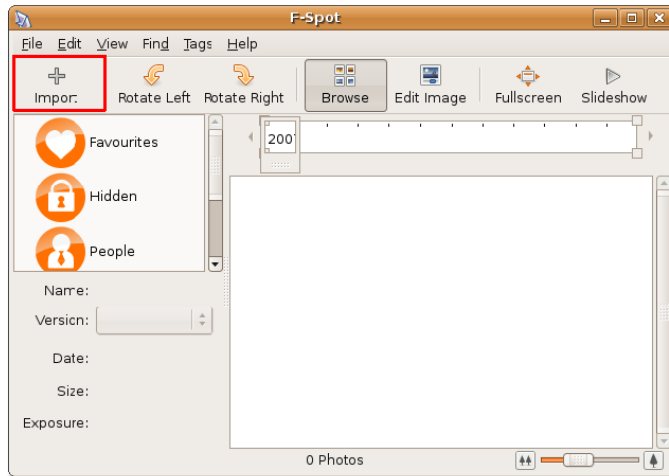 F-Spot
File Edit View Find Tags Help
Import Rotate Left Rotate Right Browse Edit Image Fullscreen Slideshow
Favourites
2007
Hidden
People
Name:
Version:
Date:
Size:
Exposure:
0 Photos